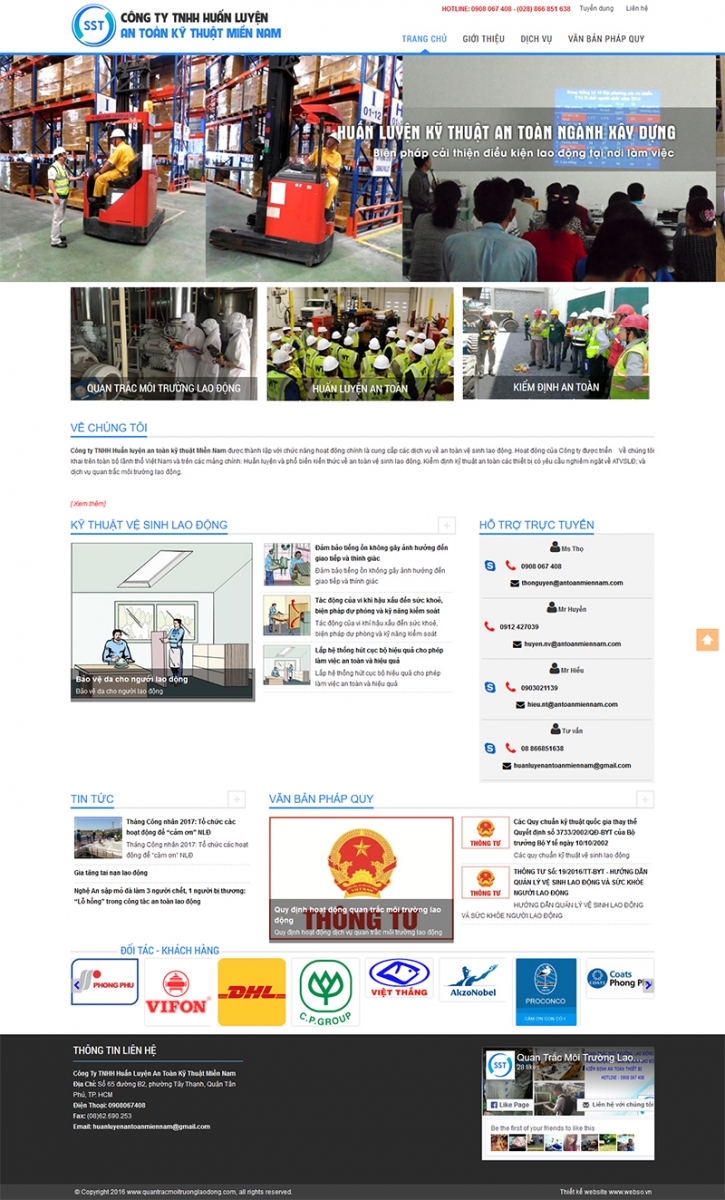 SST
CÔNG TY TNHH HUẤN LUYỆN
AN TOÀN KỸ THUẬT MIỀN NAM
HOTLINE: 0908 067 408 - (028) 866 851 638
Tuyển dụng
Liên hệ
TRANG CHỦ
GIỚI THIỆU
DỊCH VỤ
VĂN BẢN PHÁP QUY
HUẤN LUYỆN KỸ THUẬT AN TOÀN NGÀNH XÂY DỰNG
Biện pháp cải thiện điều kiện lao động tại nơi làm việc
QUAN TRẮC MÔI TRƯỜNG LAO ĐỘNG
HUẤN LUYỆN AN TOÀN
KIỂM ĐỊNH AN TOÀN
VỀ CHÚNG TÔI
Công ty TNHH Huấn luyện an toàn kỹ thuật Miền Nam được thành lập với chức năng hoạt động chính là cung cấp các dịch vụ về an toàn vệ sinh lao động. Hoạt động của Công ty được triển Về chúng tôi
khai trên toàn bộ lãnh thổ Việt Nam và trên các mảng chính: Huấn luyện và phổ biến kiến thức về an toàn vệ sinh lao động, Kiểm định kỹ thuật an toàn các thiết bị có yêu cầu nghiêm ngặt về ATVSLĐ; và
dịch vụ quan trắc môi trường lao động.
[ Xem thêm]
KỸ THUẬT VỆ SINH LAO ĐỘNG
Bảo vệ da cho người lao động
Bảo vệ da cho người lao động
Đảm bảo tiếng ồn không gây ảnh hưởng đến
giao tiếp và thính giác
Đảm bảo tiếng ồn không gây ảnh hưởng đến
giao tiếp và thính giác
Tác động của vi khí hậu xấu đến sức khoẻ,
biện pháp dự phòng và kỹ năng kiểm soát
Tác động của vi khí hậu xấu đến sức khoẻ,
biện pháp dự phòng và kỹ năng kiểm soát
Lắp hệ thống hút cục bộ hiệu quả cho phép
làm việc an toàn và hiệu quả
Lắp hệ thống hút cục bộ hiệu quả cho phép
làm việc an toàn và hiệu quả
HỖ TRỢ TRỰC TUYẾN
Ms Thọ
0908 067 408
thonguyen@antoanmiennam.com
Mr Huyền
0912 427039
huyen.nv@antoanmiennam.com
Mr Hiếu
0903021139
hieu.nt@antoanmiennam.com
Tư vấn
08 866851638
huanluyenantoanmiennam@gmail.com
TIN TỨC
Tháng Công nhân 2017: Tổ chức các
hoạt động để "cảm ơn" NLĐ
Tháng Công nhân 2017: Tổ chức các hoạt
động để "cảm ơn" NLĐ
Gia tăng tai nạn lao động
Nghệ An sập mỏ đá làm 3 người chết, 1 người bị thương:
"Lỗ hổng" trong công tác an toàn lao động
VĂN BẢN PHÁP QUY
THÔNG TƯ
Quy định hoạt động quan trắc môi trường lao
động
Quy định hoạt động dịch vụ quan trắc môi trường lao động
THÔNG TƯ
Các Quy chuẩn kỹ thuật quốc gia thay thế
Quyết định số 3733/2002/QĐ-BYT của Bộ
trưởng Bộ Y tế ngày 10/10/2002
Các quy chuẩn kỹ thuật vệ sinh lao động
THÔNG TƯ
THÔNG TƯ Số: 19/2016/TT-BYT - HƯỚNG DẪN
QUẢN LÝ VỆ SINH LAO ĐỘNG VÀ SỨC KHỎE
NGƯỜI LAO ĐỘNG
HƯỚNG DẪN QUẢN LÝ VỆ SINH LAO ĐỘNG
VÀ SỨC KHỎE NGƯỜI LAO ĐỘNG
ĐỐI TÁC - KHÁCH HÀNG
PHONG PHU
VIFON
DHL
C.P.GROUP
VIỆT THẮNG
AkzoNobel
PROCONCO
Coats
Phong Phu
THÔNG TIN LIÊN HỆ
Công Ty TNHH Huấn Luyện An Toàn Kỹ Thuật Miền Nam
Địa Chỉ: Số 65 đường B2, phường Tây Thạnh, Quận Tân
Phú, TP. HCM
Điện Thoại: 0908067408
Fax: (08)62.690.253
Email: huanluyenantoanmiennam@gmail.com
SST
Quan Trắc Môi Trường Lao...
28 likes
Like Page
Liên hệ với chúng tôi
Be the first of your friends to like this
© Copyright 2016 www.quantracmoitruonglaodong.com, all rights reserved.
Thiết kế website www.webso.vn